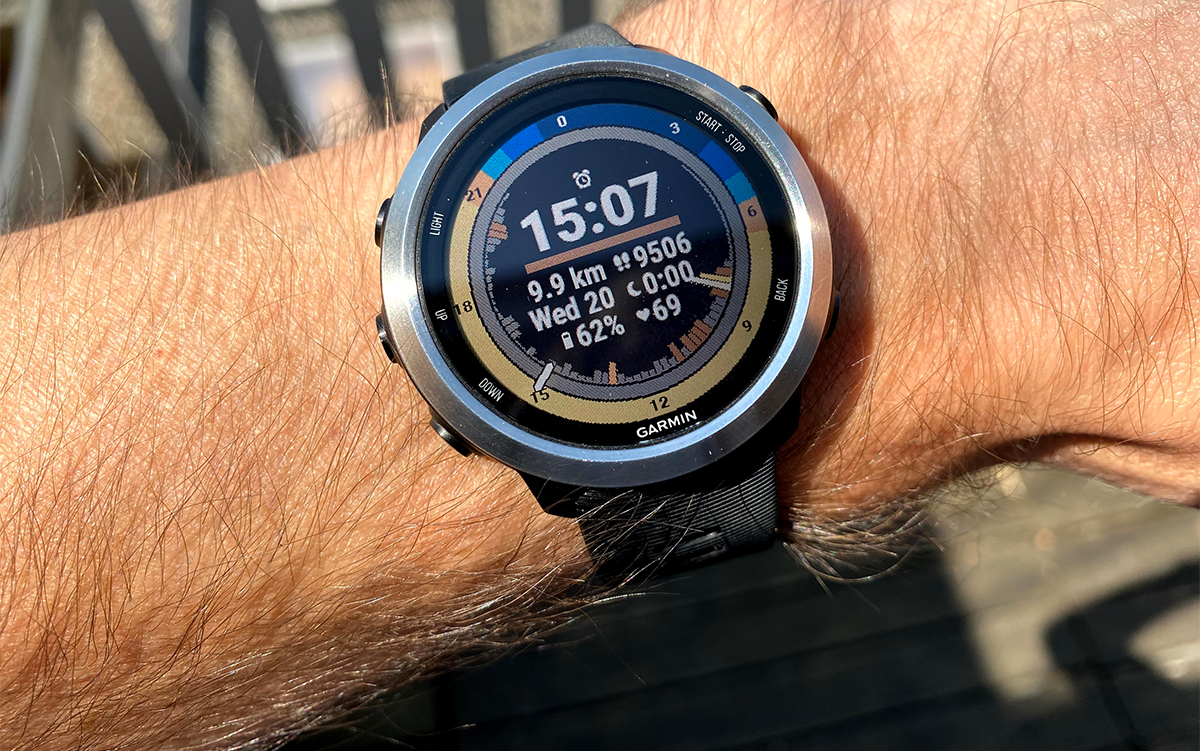 START · STOP
LIGHT
UP
DOWN
BACK
0
3
6
9
12
15
18
21
15:07
9.9 km 9506
Wed 20 0:00
62% 69
GARMIN